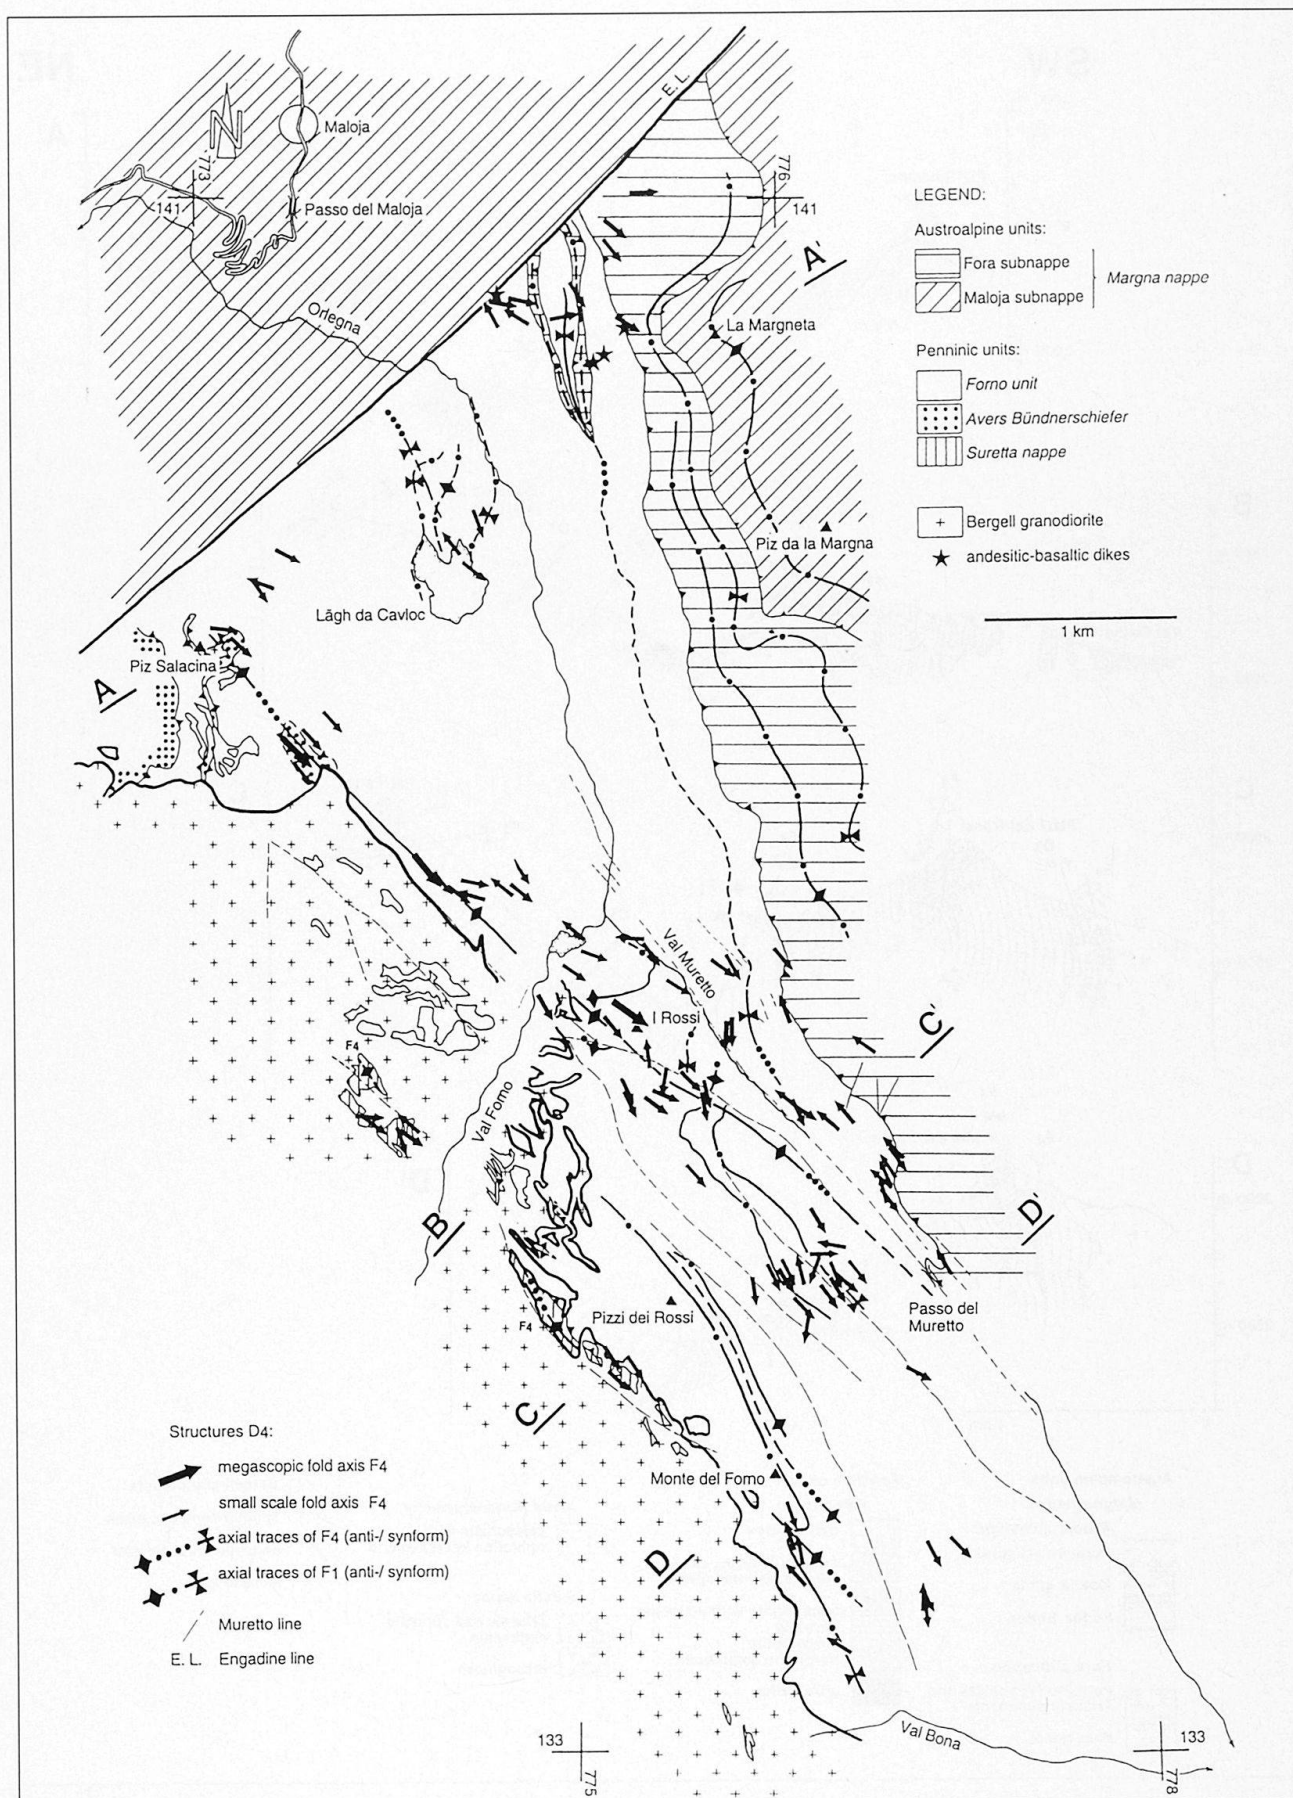 E. L.
N
Maloja
773
776
141
Passo del Maloja
141
LEGEND:
Austroalpine units:
Fora subnappe
Maloja subnappe
Margna nappe
A'
Orlegna
La Margneta
Penninic units:
Forno unit
Avers Bündnerschiefer
Suretta nappe
Bergell granodiorite
andesitic-basaltic dikes
Piz da la Margna
Lägh da Cavloc
1 km
Piz Salacina
A
Val Muretto
I Rossi
C'
F4
Val Forno
B
D'
Pizzi dei Rossi
F4
Passo del
Muretto
C
Structures D4:
megascopic fold axis F4
small scale fold axis F4
axial traces of F4 (anti-/ synform)
axial traces of F1 (anti-/ synform)
Muretto line
E. L. Engadine line
Monte del Forno
D
Val Bona
133
775
133
778